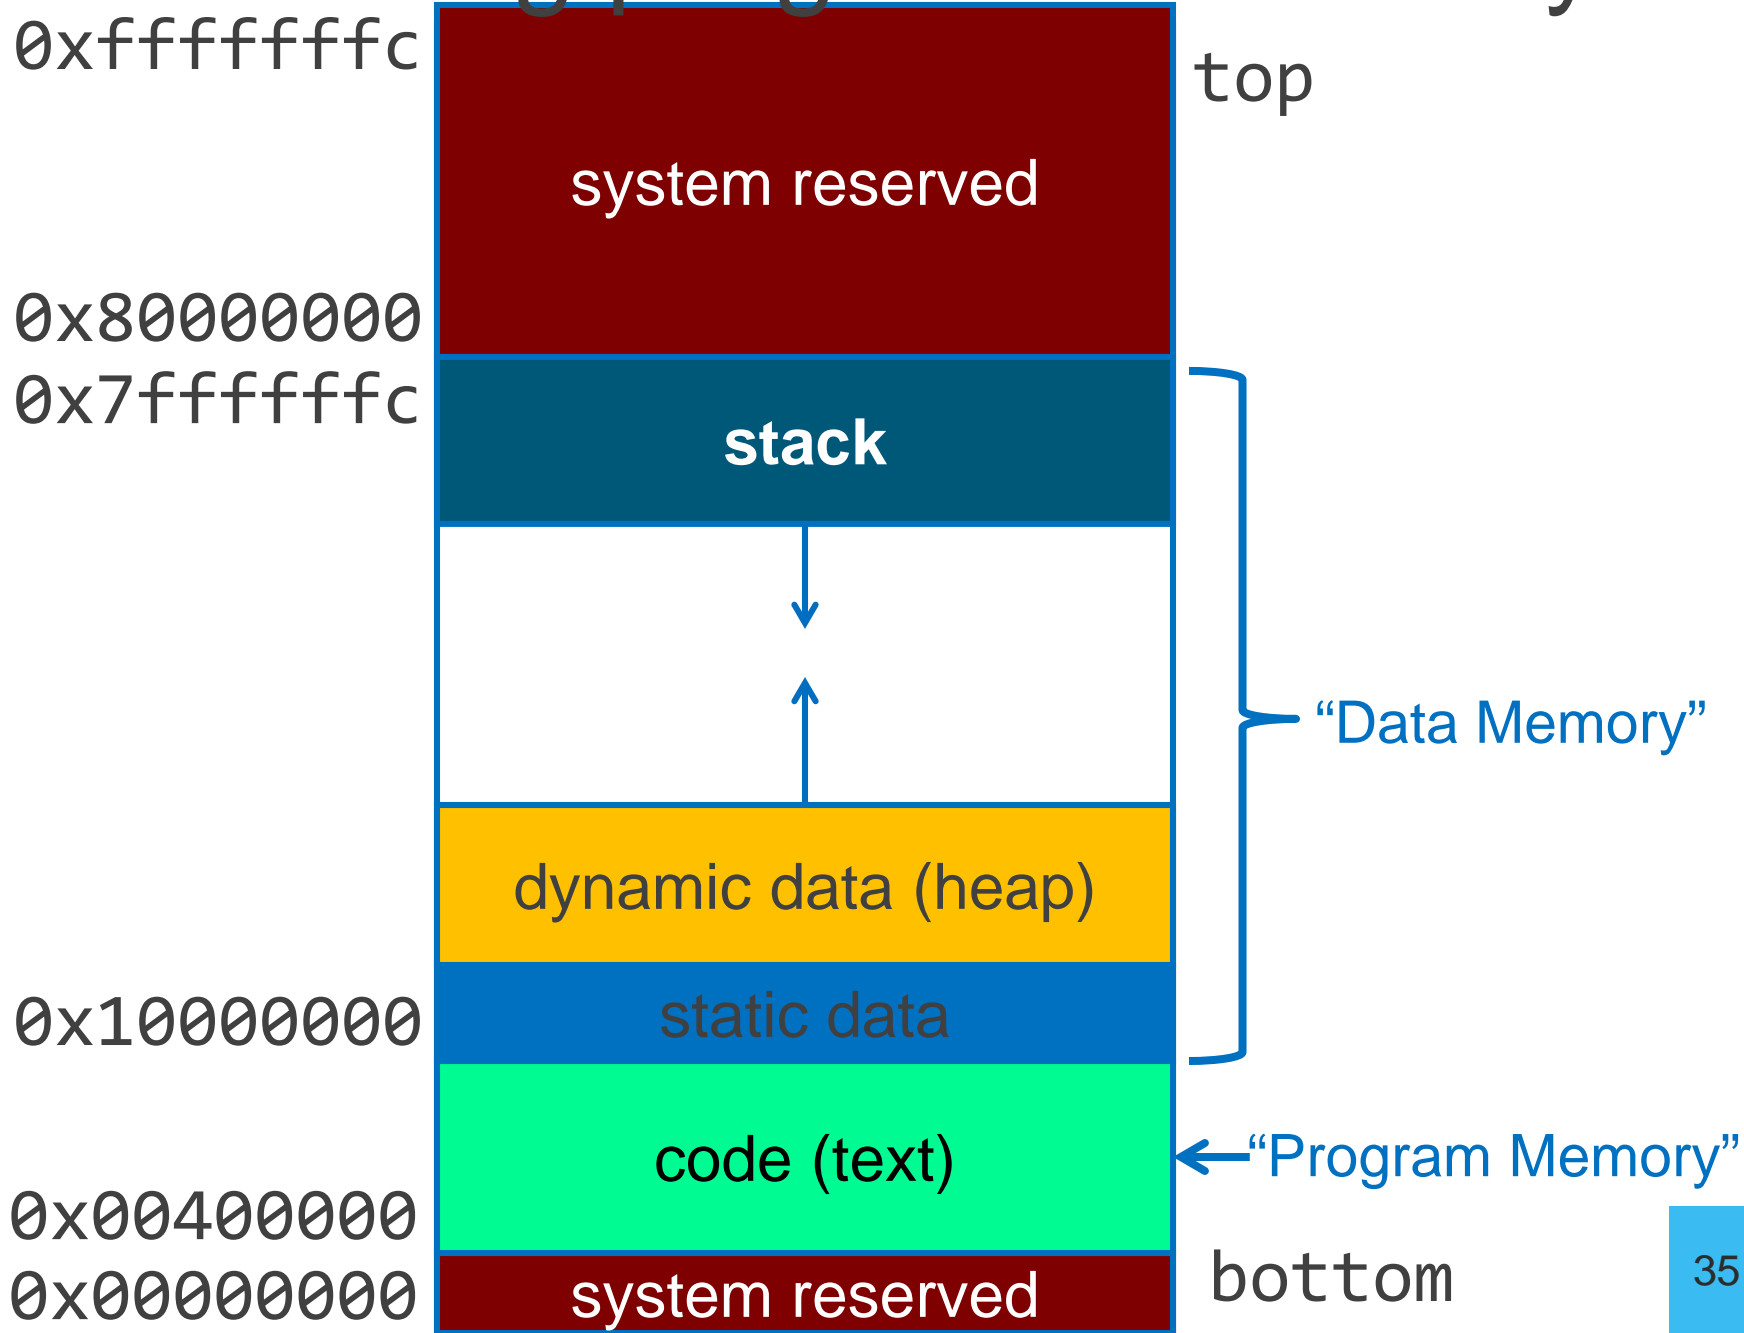 0xfffffffc
top
system reserved
0x80000000
0x7ffffffc
stack
“Data Memory”
dynamic data (heap)
0x10000000
static data
code (text)
“Program Memory”
0x00400000
bottom
35
0x00000000
system reserved